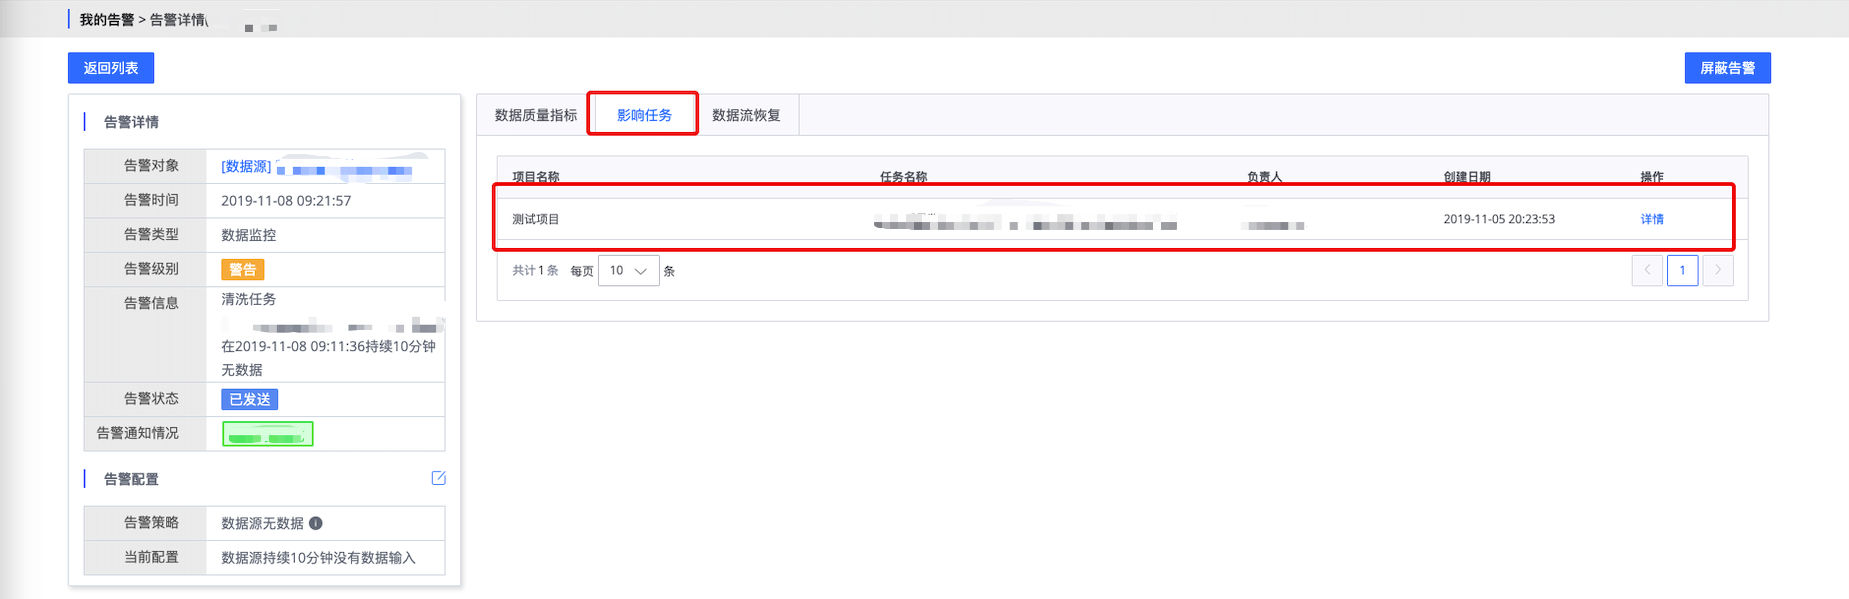 我的告警 > 告警详情(
返回列表
屏蔽告警
告警详情
告警对象 [数据源]
告警时间 2019-11-08 09:21:57
告警类型 数据监控
告警级别 警告
告警信息 清洗任务
在2019-11-08 09:11:36持续10分钟
无数据
告警状态 已发送
告警通知情况
告警配置
告警策略 数据源无数据
当前配置 数据源持续10分钟没有数据输入
数据质量指标 影响任务 数据流恢复
项目名称 任务名称 负责人 创建日期 操作
测试项目 2019-11-05 20:23:53 详情
共计1条 每页 10 条
1